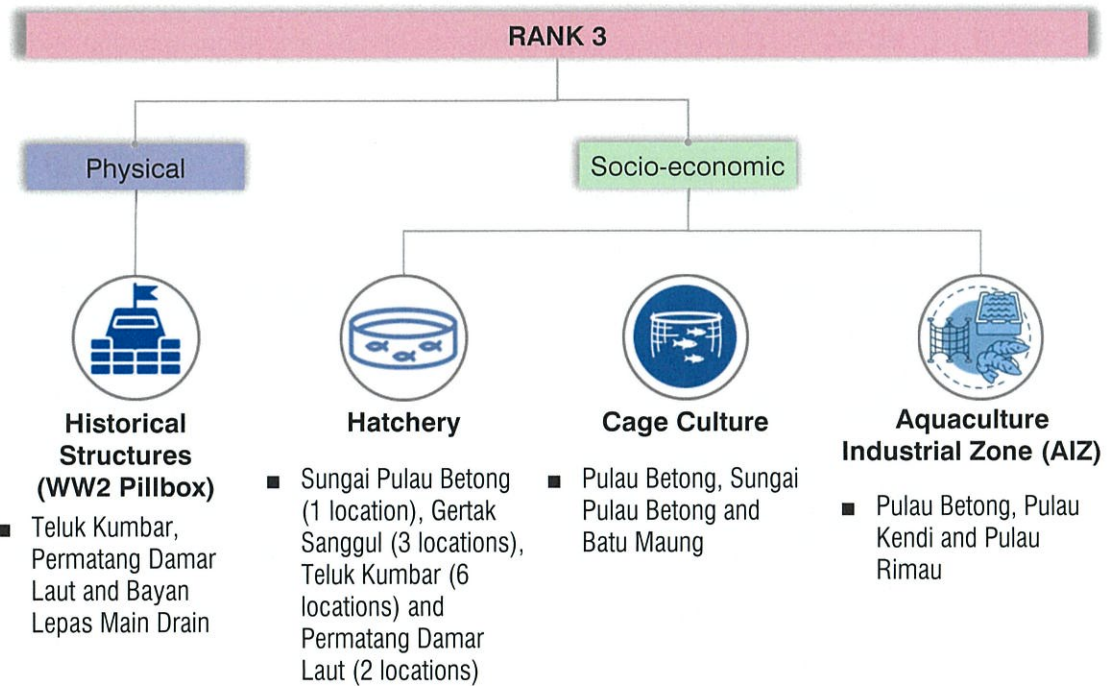 RANK 3
Physical
Socio-economic
Historical
Structures
(WW2 Pillbox)
■ Teluk Kumbar,
Permatang Damar
Laut and Bayan
Lepas Main Drain
Hatchery
■ Sungai Pulau Betong
(1 location), Gertak
Sanggul (3 locations),
Teluk Kumbar (6
locations) and
Permatang Damar
Laut (2 locations)
Cage Culture
■ Pulau Betong, Sungai
Pulau Betong and
Batu Maung
Aquaculture
Industrial Zone (AIZ)
■ Pulau Betong, Pulau
Kendi and Pulau
Rimau